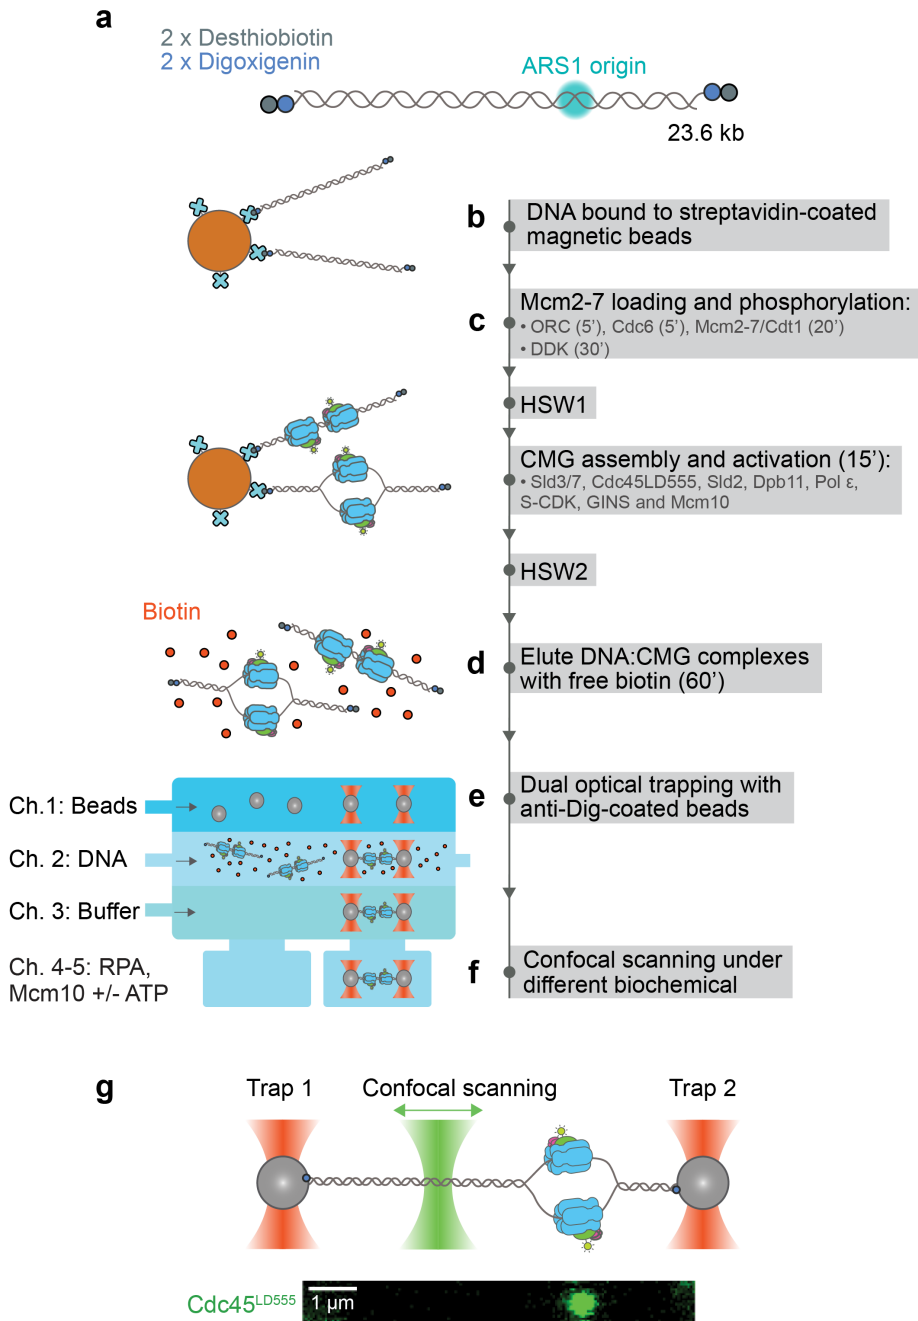 a
2 x Desthiobiotin
2 x Digoxigenin
ARS1 origin
23.6 kb
b
DNA bound to streptavidin-coated
magnetic beads
c
Mcm2-7 loading and phosphorylation:
• ORC (5’), Cdc6 (5’), Mcm2-7/Cdt1 (20’)
• DDK (30’)
HSW1
CMG assembly and activation (15’):
• Sld3/7, Cdc45LD555, Sld2, Dpb11, Pol ε,
S-CDK, GINS and Mcm10
HSW2
Biotin
d
Elute DNA:CMG complexes
with free biotin (60’)
e
Dual optical trapping with
anti-Dig-coated beads
Ch.1: Beads
Ch. 2: DNA
Ch. 3: Buffer
Ch. 4-5: RPA,
Mcm10 +/- ATP
f
Confocal scanning under
different biochemical
g
Trap 1
Confocal scanning
Trap 2
Cdc45LD555
1 μm